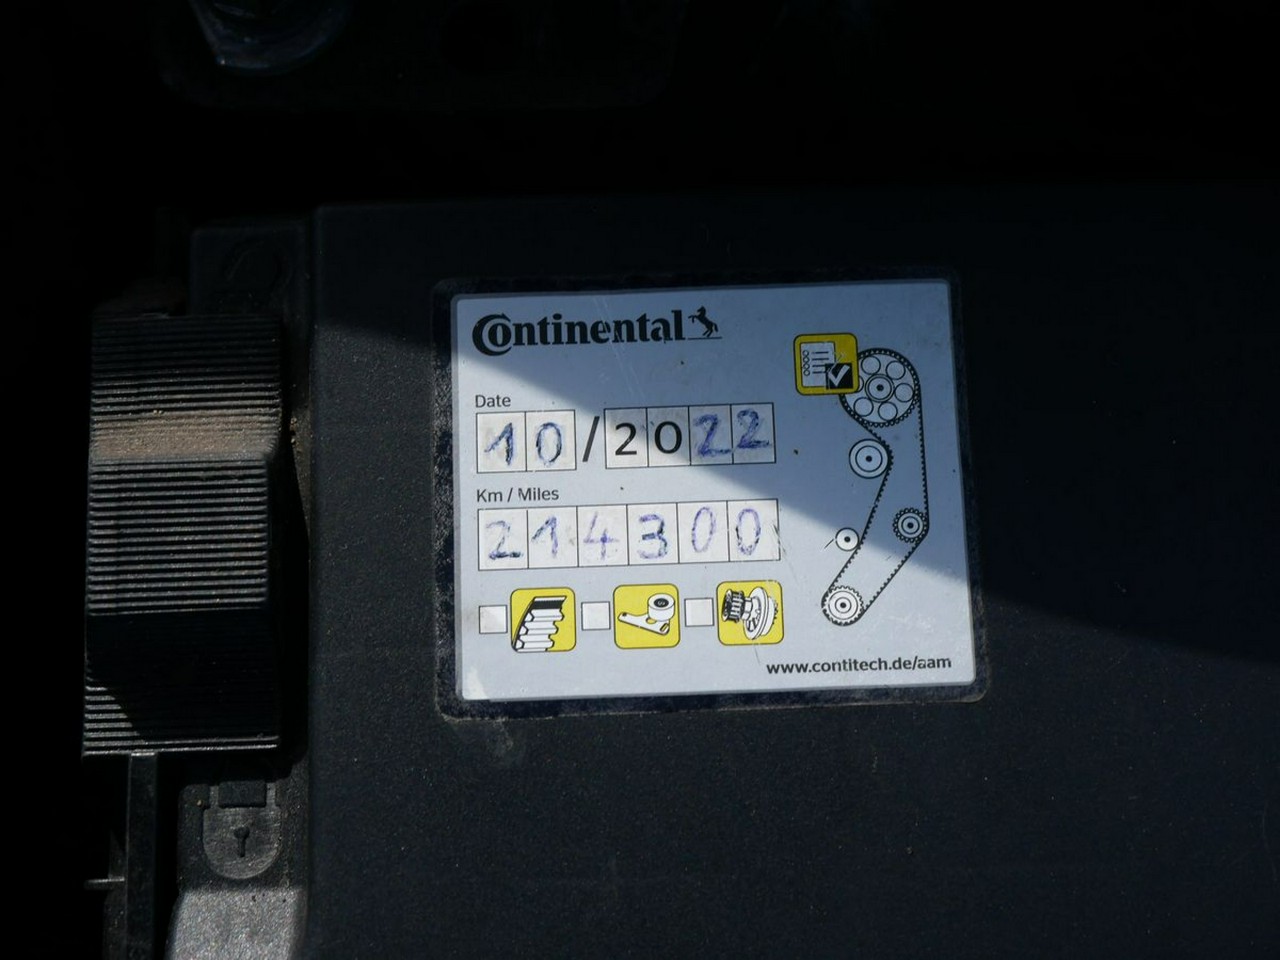 Continental
Date
10/2022
Km / Miles
214300
www.contitech.de/aam